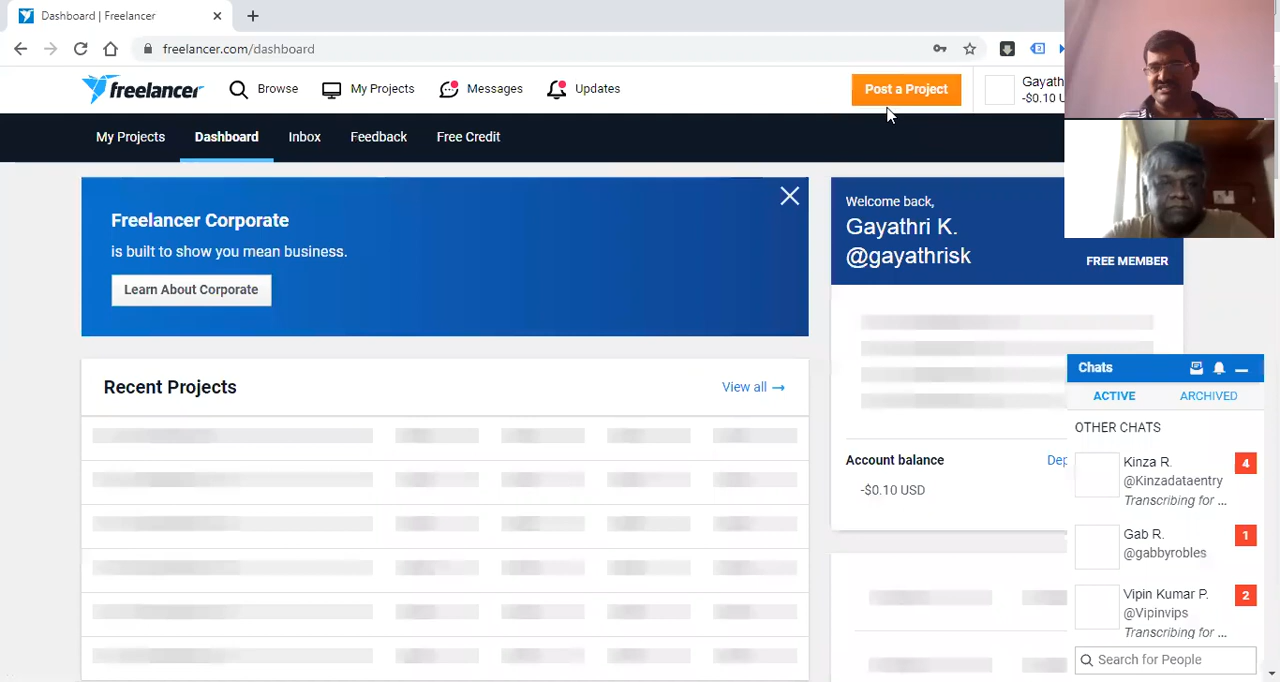 Dashboard | Freelancer
freelancer.com/dashboard
freelancer
Browse
My Projects
Messages
Updates
Post a Project
Gayathri
-$0.10 U
My Projects
Dashboard
Inbox
Feedback
Free Credit
Freelancer Corporate
is built to show you mean business.
Learn About Corporate
Welcome back,
Gayathri K.
@gayathrisk
FREE MEMBER
Recent Projects
View all →
Account balance
Dep
-$0.10 USD
Chats
ACTIVE
ARCHIVED
OTHER CHATS
Kinza R.
4
@Kinzadataentry
Transcribing for ...
Gab R.
1
@gabbyrobles
Vipin Kumar P.
2
@Vipinvips
Transcribing for ...
Search for People